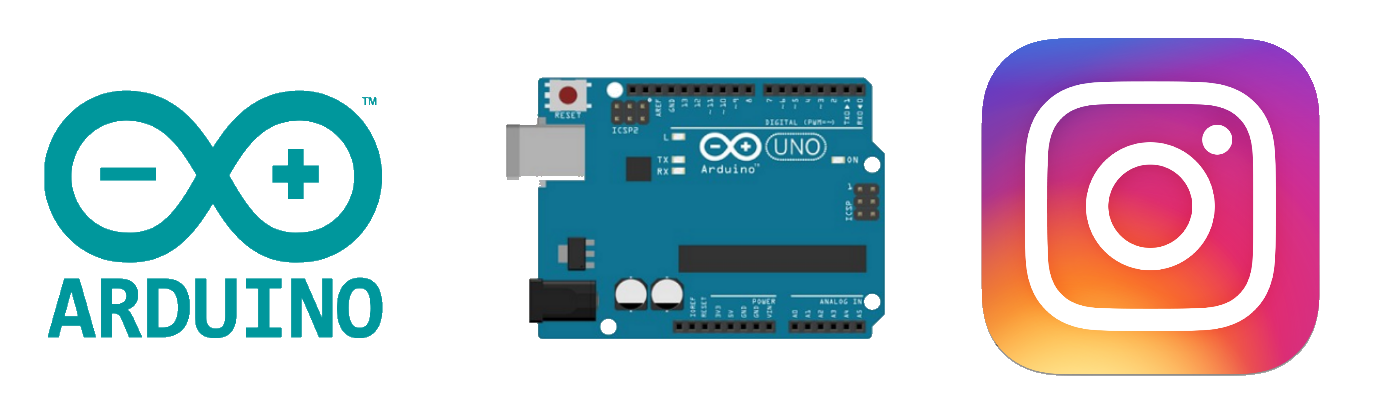 ARDUINO
TM
RESET
ICSP2
AREF
GND
13
12
~11
~10
~9
8
7
~6
~5
4
~3
2
TXD▶1
RXD◀0
DIGITAL (PWM=~)
L
TX
RX
UNO
Arduino™
ON
1
ICSP
IOREF
RESET
3V3
5V
GND
GND
VIN
POWER
ANALOG IN
A0
A1
A2
A3
A4
A5